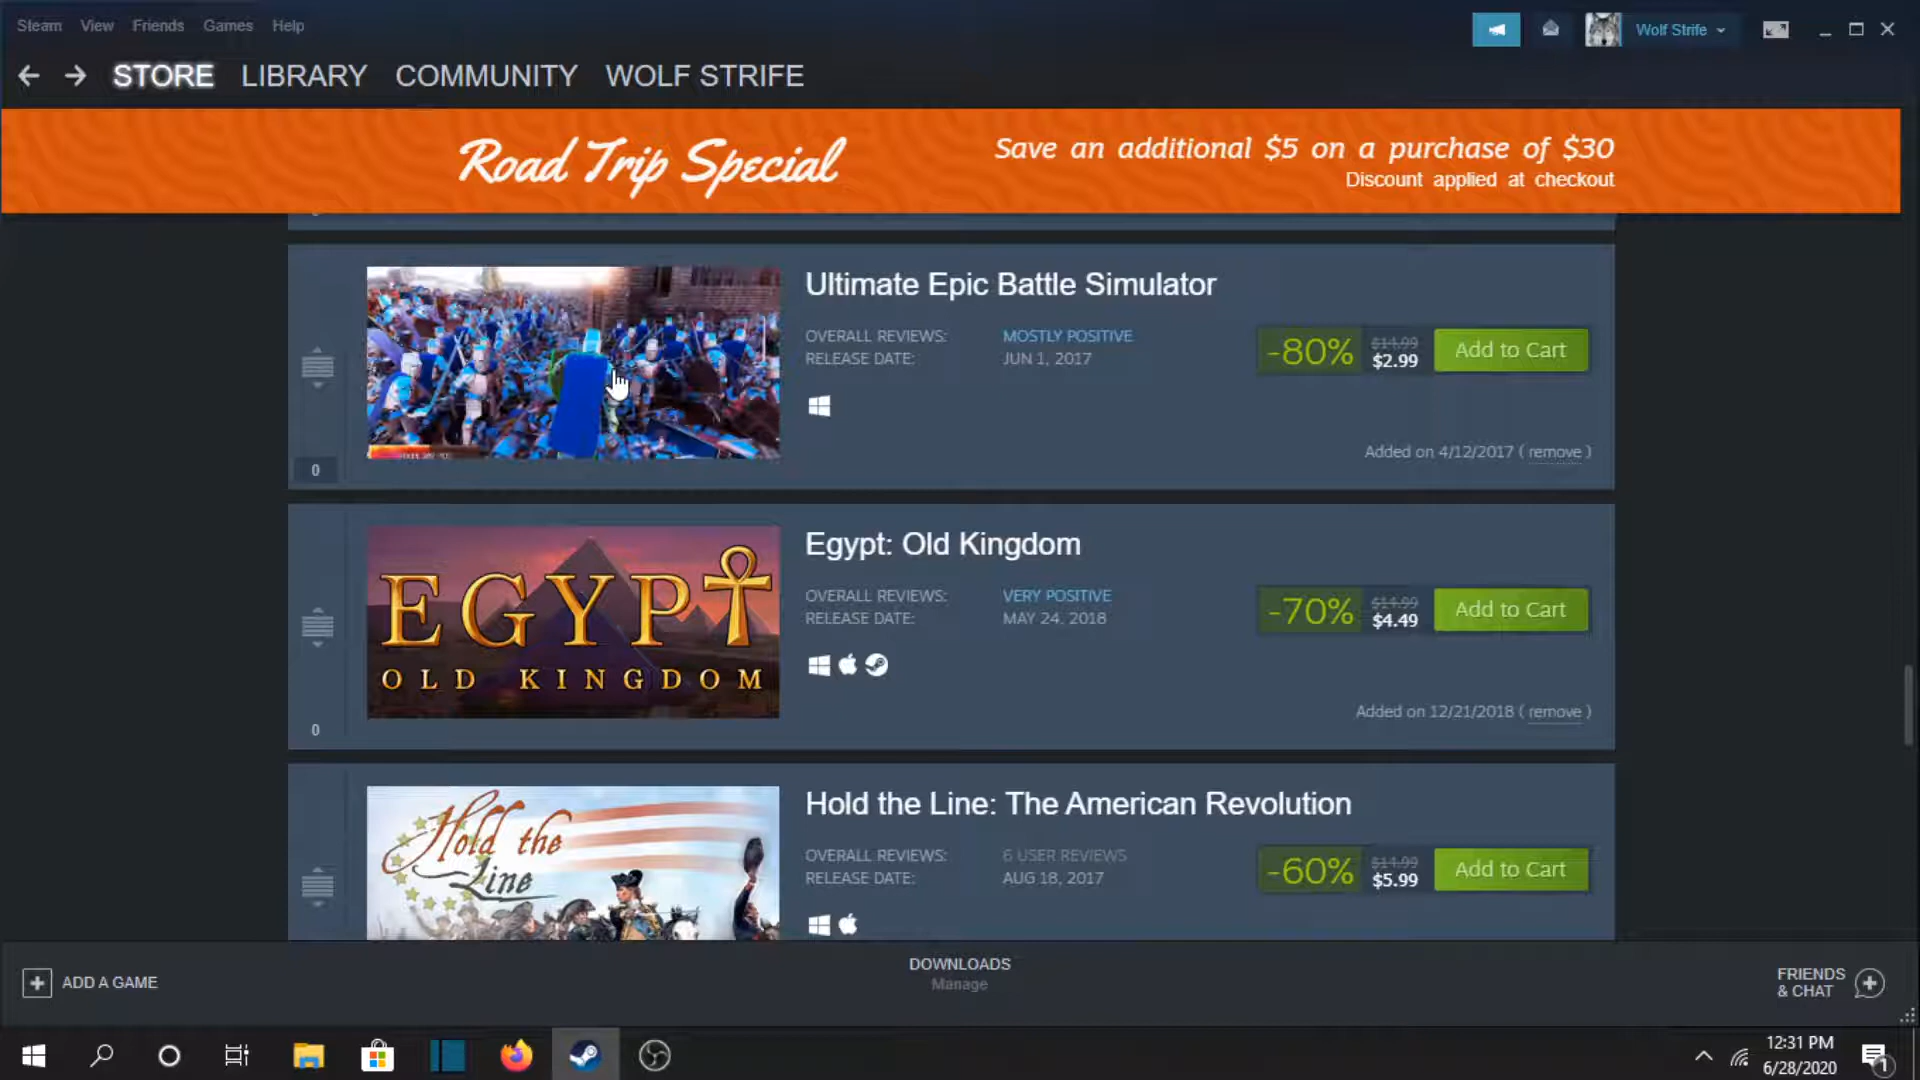 Steam View Friends Games Help
Wolf Strife
STORE LIBRARY COMMUNITY WOLF STRIFE
Road Trip Special
Save an additional $5 on a purchase of $30
Discount applied at checkout
Ultimate Epic Battle Simulator
OVERALL REVIEWS: MOSTLY POSITIVE
RELEASE DATE: JUN 1, 2017
-80% $14.99 $2.99 Add to Cart
Added on 4/12/2017 ( remove )
0
EGYPT
OLD KINGDOM
Egypt: Old Kingdom
OVERALL REVIEWS: VERY POSITIVE
RELEASE DATE: MAY 24, 2018
-70% $14.99 $4.49 Add to Cart
Added on 12/21/2018 ( remove )
0
Hold the
Line
Hold the Line: The American Revolution
OVERALL REVIEWS: 6 USER REVIEWS
RELEASE DATE: AUG 18, 2017
-60% $14.99 $5.99 Add to Cart
ADD A GAME
DOWNLOADS
Manage
FRIENDS
& CHAT
12:31 PM
6/28/2020
1